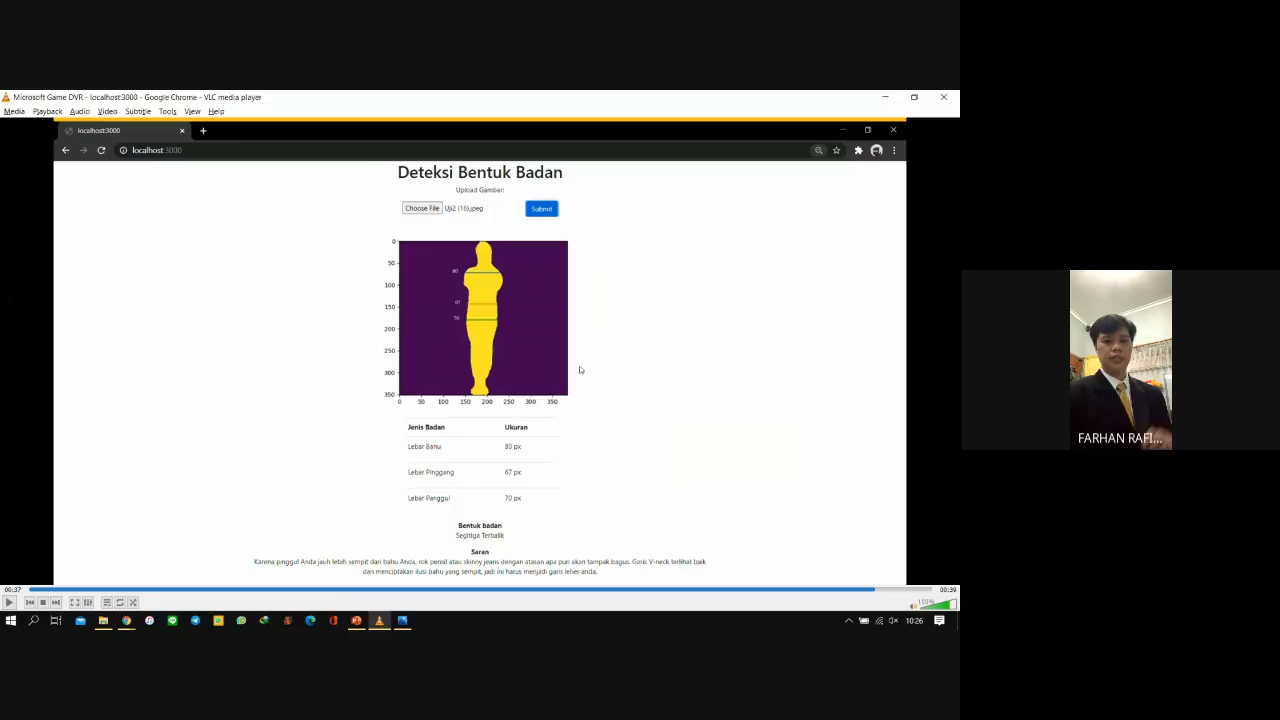 Microsoft Game DVR - localhost:3000 - Google Chrome - VLC media player
Media Playback Audio Video Subtitle Tools View Help
localhost:3000
localhost:3000
Deteksi Bentuk Badan
Upload Gambar:
Choose File Uji2 (16).jpeg Submit
0
50
100
150
200
250
300
350
80
67
70
0 50 100 150 200 250 300 350
Jenis Badan Ukuran
Lebar Bahu 80 px
Lebar Pinggang 67 px
Lebar Panggul 70 px
Bentuk badan
Segitiga Terbalik
Saran
Karena pinggul Anda jauh lebih sempit dari bahu Anda, rok pensil atau skinny jeans dengan atasan apa pun akan tampak bagus. Garis V-neck terlihat baik
dan menciptakan ilusi bahu yang sempit, jadi ini harus menjadi garis leher anda.
FARHAN RAFI...
00:37 00:39
100%
10:26